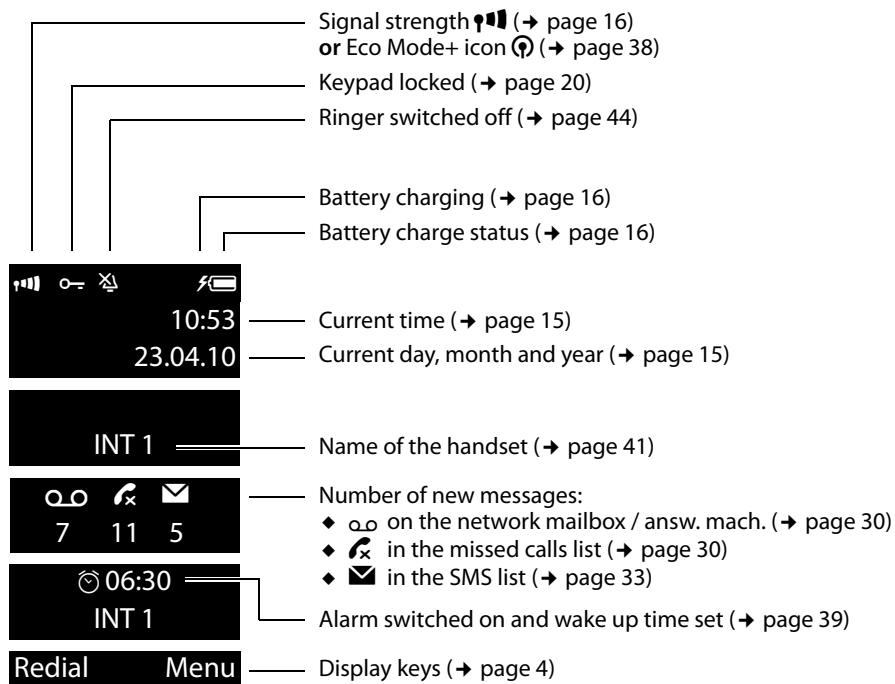 Signal strength (➔ page 16)
or Eco Mode+ icon (➔ page 38)
Keypad locked (➔ page 20)
Ringer switched off (➔ page 44)
Battery charging (➔ page 16)
Battery charge status (➔ page 16)
10:53
Current time (➔ page 15)
23.04.10
Current day, month and year (➔ page 15)
INT 1
Name of the handset (➔ page 41)
7 11 5
Number of new messages:
◆ on the network mailbox / answ. mach. (➔ page 30)
◆ in the missed calls list (➔ page 30)
◆ in the SMS list (➔ page 33)
06:30
INT 1
Alarm switched on and wake up time set (➔ page 39)
Redial Menu
Display keys (➔ page 4)